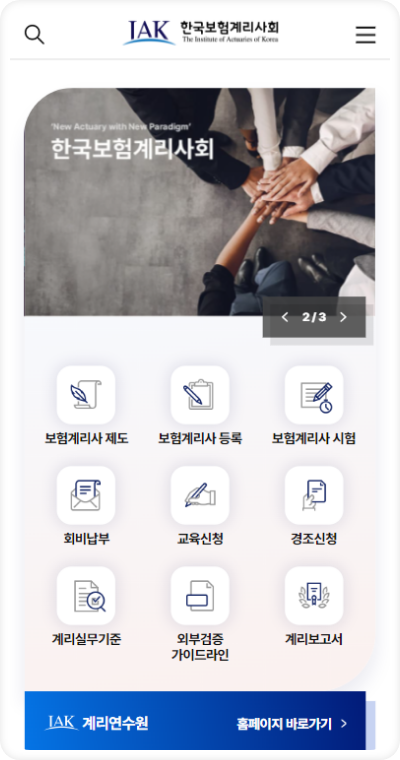 IAK 한국보험계리사회
The Institute of Actuaries of Korea
'New Actuary with New Paradigm'
한국보험계리사회
2/3
보험계리사 제도
보험계리사 등록
보험계리사 시험
회비납부
교육신청
경조신청
계리실무기준
외부검증
가이드라인
계리보고서
IAK 계리연수원
홈페이지 바로가기